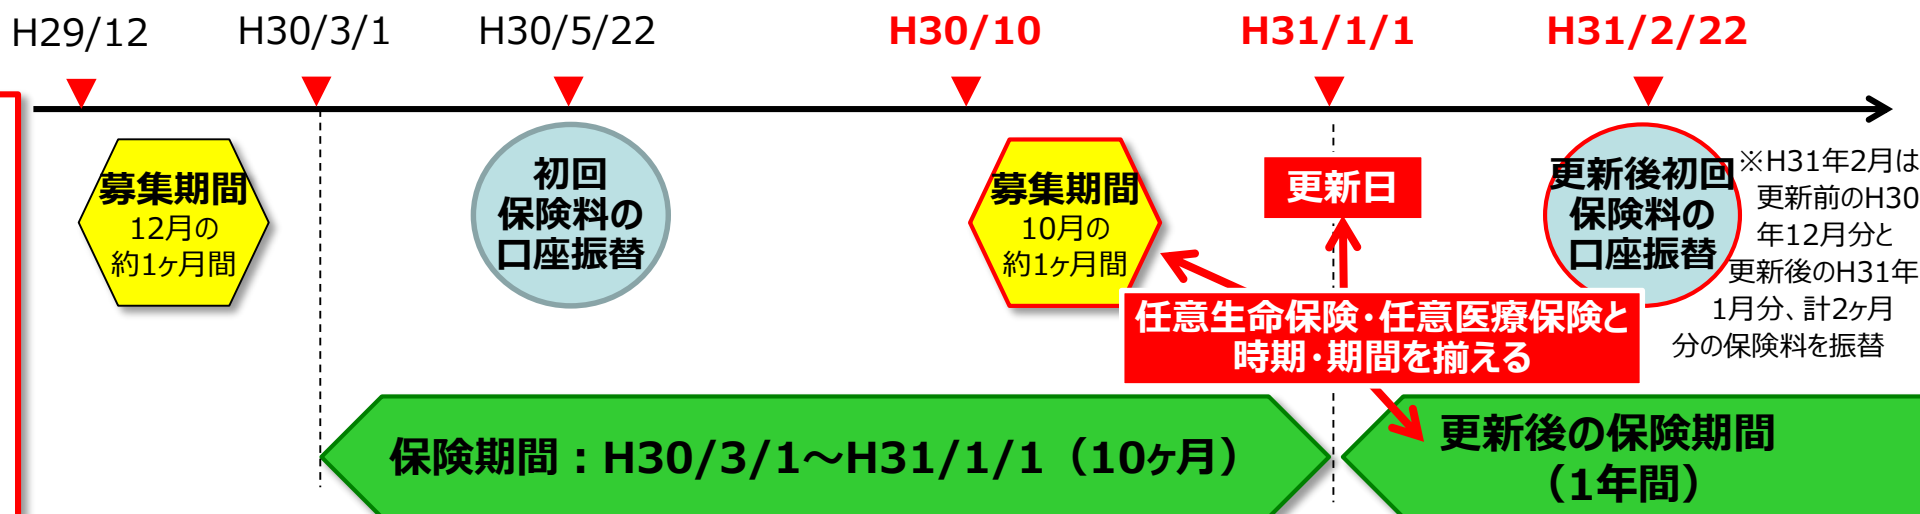 H29/12
H30/3/1
H30/5/22
H30/10
H31/1/1
H31/2/22
募集期間
12月の
約1ヶ月間
初回
保険料の
口座振替
募集期間
10月の
約1ヶ月間
更新日
更新後初回
保険料の
口座振替
※H31年2月は
更新前のH30
年12月分と
更新後のH31年
1月分、計2ヶ月
分の保険料を振替
任意生命保険・任意医療保険と
時期・期間を揃える
保険期間：H30/3/1～H31/1/1（10ヶ月）
更新後の保険期間
（1年間）